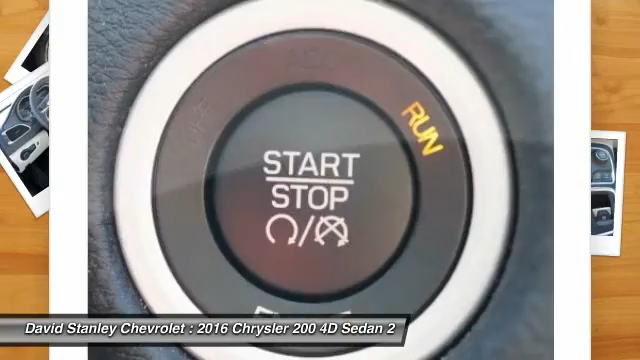 RUN
START
STOP
David Stanley Chevrolet : 2016 Chrysler 200 4D Sedan 2